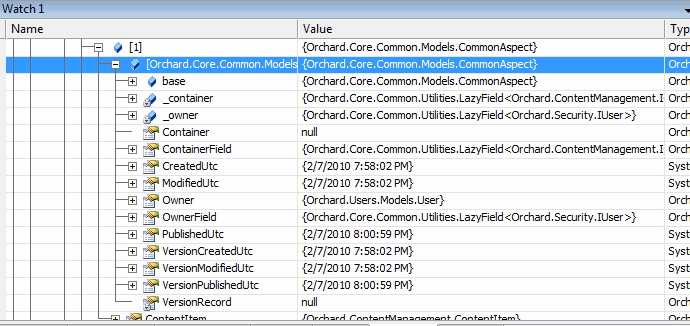 Watch 1
Name Value Ty
[1] {Orchard.Core.Common.Models.CommonAspect} Orch
[Orchard.Core.Common.Models {Orchard.Core.Common.Models.CommonAspect} Orch
base {Orchard.Core.Common.Models.CommonAspect} Orch
_container {Orchard.Core.Common.Utilities.LazyField<Orchard.ContentManagement.I Orch
_owner {Orchard.Core.Common.Utilities.LazyField<Orchard.Security.IUser>} Orch
Container null Orch
ContainerField {Orchard.Core.Common.Utilities.LazyField<Orchard.ContentManagement.I Orch
CreatedUtc {2/7/2010 7:58:02 PM} Syst
ModifiedUtc {2/7/2010 7:58:02 PM} Syst
Owner {Orchard.Users.Models.User} Orch
OwnerField {Orchard.Core.Common.Utilities.LazyField<Orchard.Security.IUser>} Orch
PublishedUtc {2/7/2010 8:00:59 PM} Syst
VersionCreatedUtc {2/7/2010 7:58:02 PM} Syst
VersionModifiedUtc {2/7/2010 7:58:02 PM} Syst
VersionPublishedUtc {2/7/2010 8:00:59 PM} Syst
VersionRecord null Orch
ContentItem {Orchard.ContentManagement.ContentItem} Orch